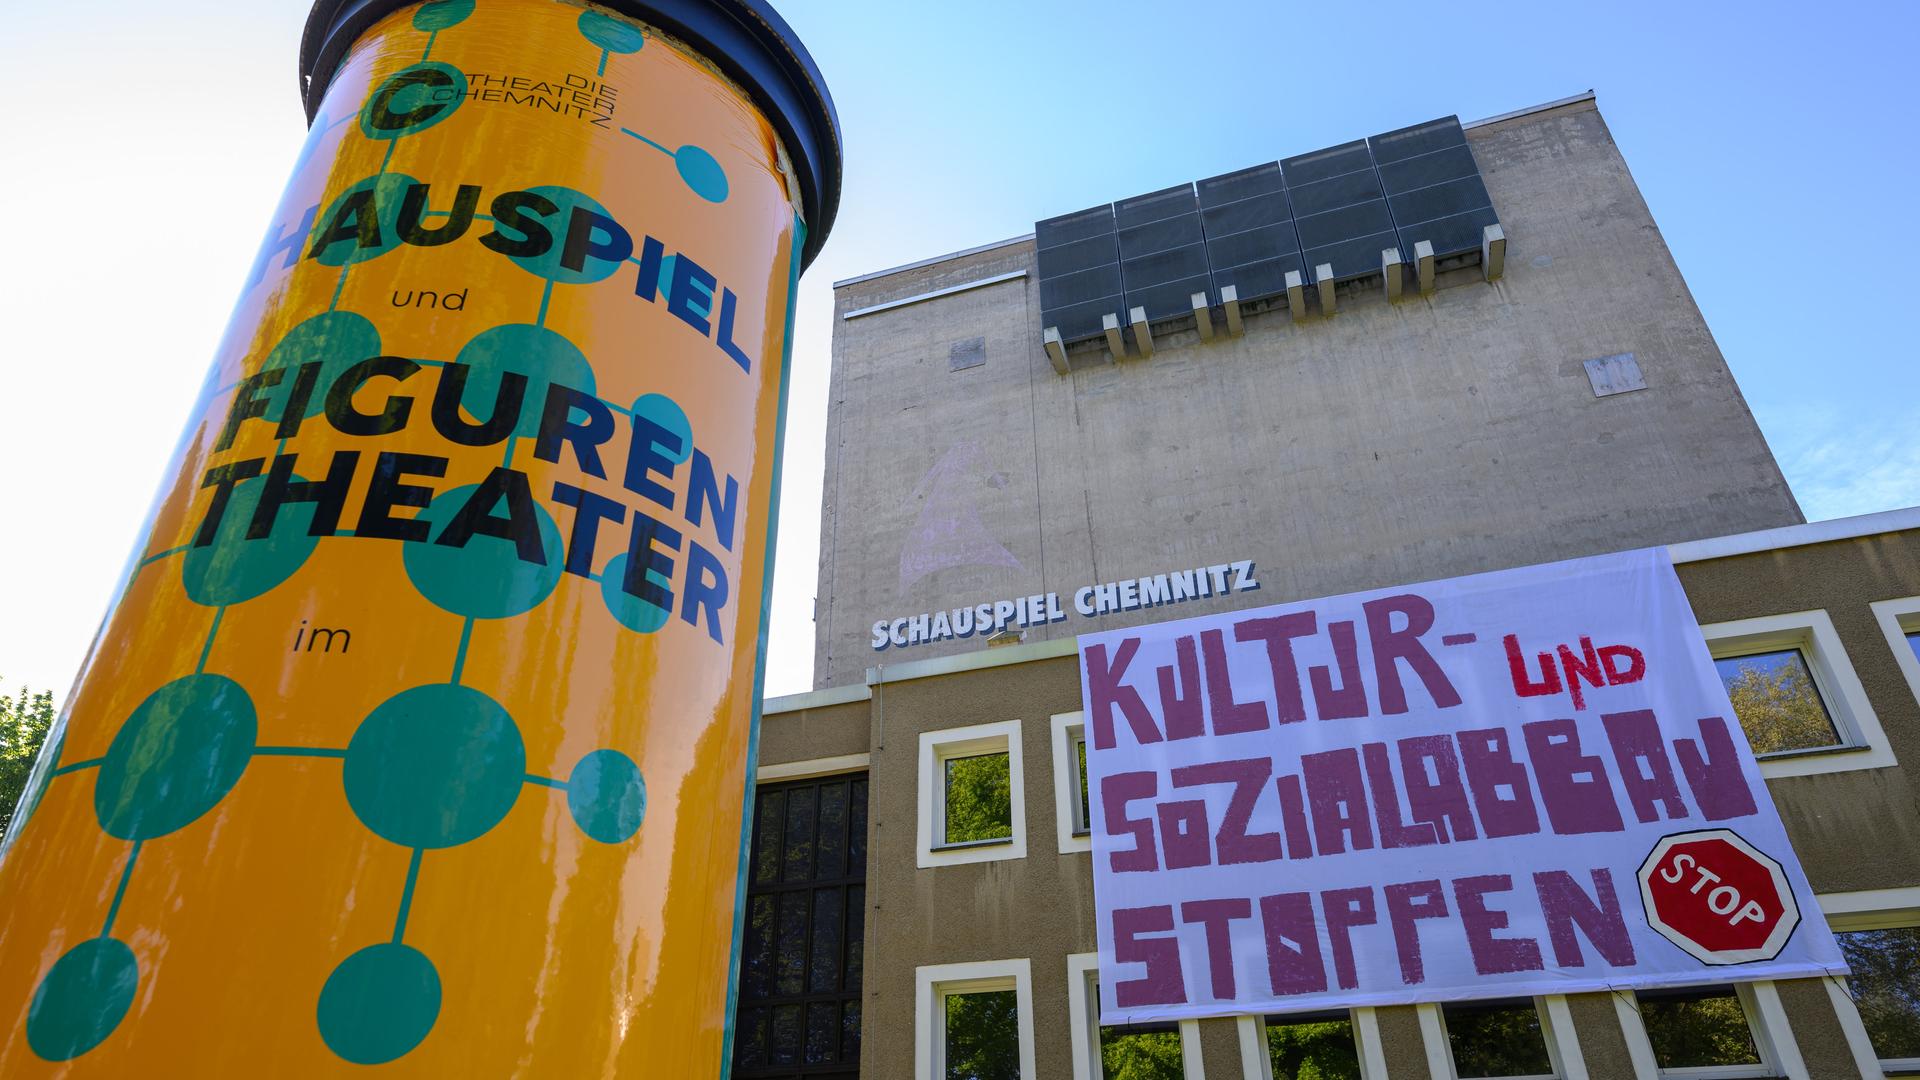 DIE
THEATER
CHEMNITZ
HAUSPIEL
und
FIGUREN
THEATER
im
SCHAUSPIEL CHEMNITZ
KULTUR- UND
SOZIALABBAU
STOPPEN
STOP